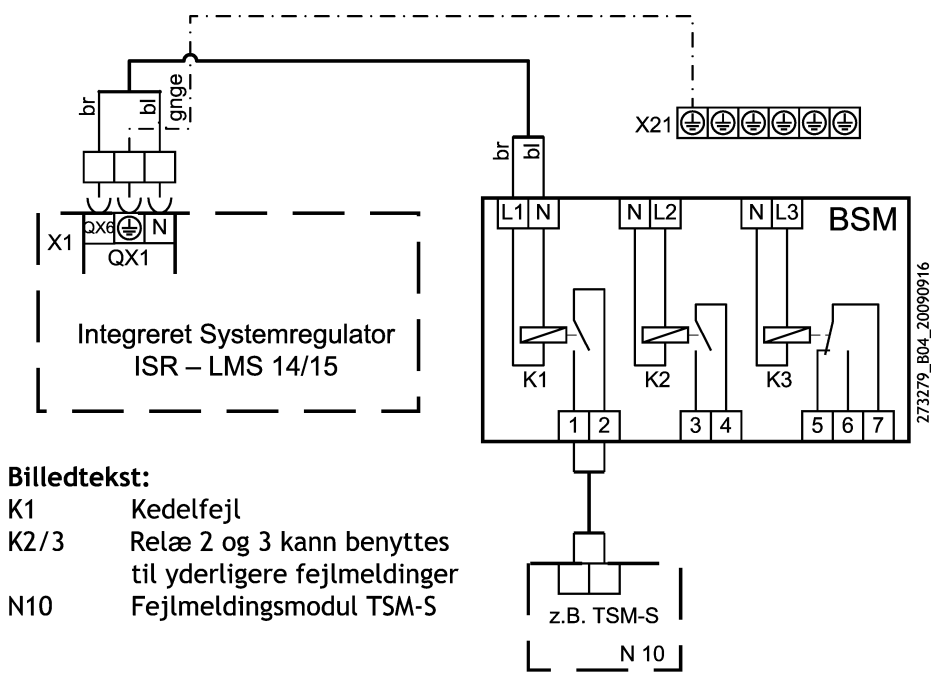 br
bl
gnge
X21
br
bl
L1 N
N L2
N L3
BSM
X1
QX6
N
QX1
Integreret Systemregulator
ISR – LMS 14/15
K1
K2
K3
1 2
3 4
5 6 7
273279_B04_20090916
Billedtekst:
K1 Kedelfejl
K2/3 Relæ 2 og 3 kann benyttes
til yderligere fejlmeldinger
N10 Fejlmeldingsmodul TSM-S
z.B. TSM-S
N 10